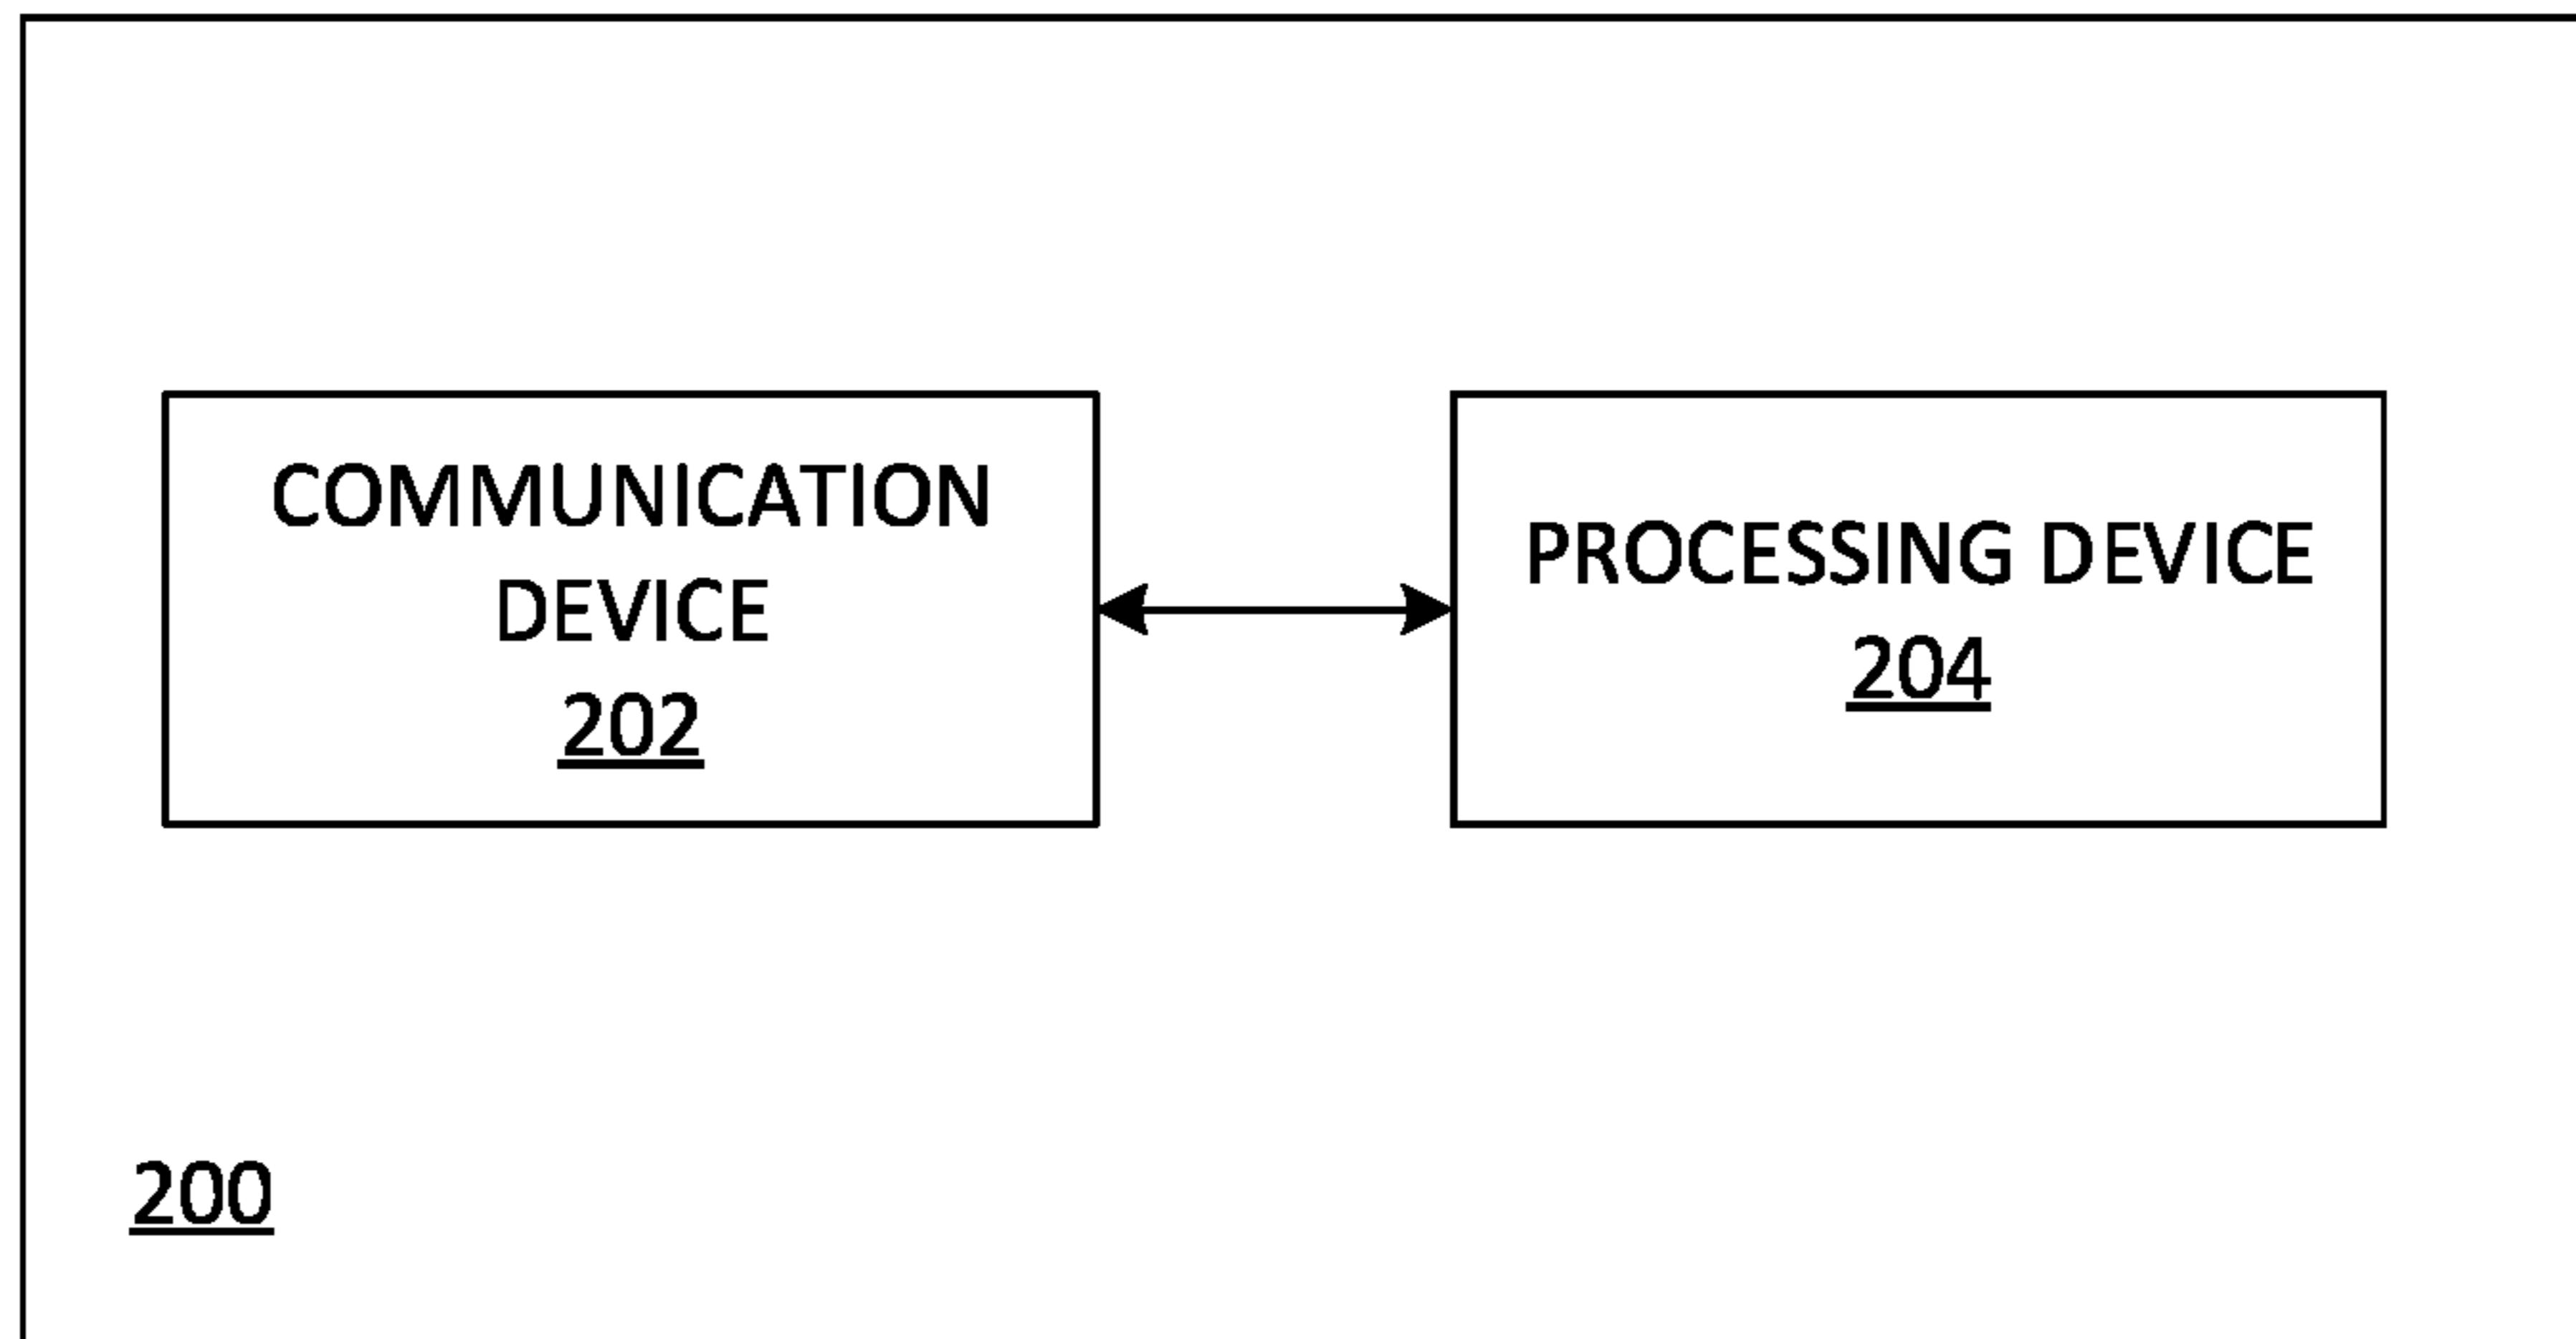 COMMUNICATION
DEVICE
202
PROCESSING DEVICE
204
200